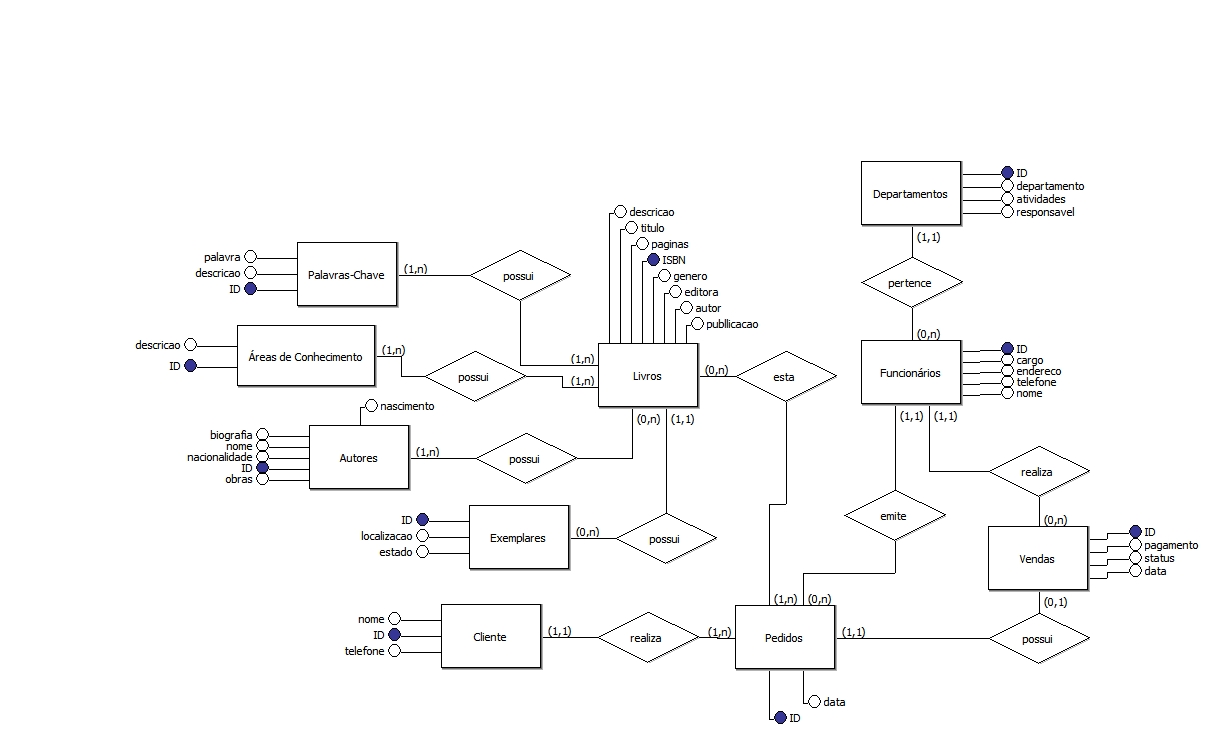 ID
Departamentos
departamento
atividades
responsavel
(1,1)
pertence
(0,n)
descricao
titulo
paginas
ISBN
genero
editora
autor
publlicacao
palavra
descricao
ID
Palavras-Chave
(1,n)
possui
(1,n)
descricao
ID
Áreas de Conhecimento
(1,n)
possui
(1,n)
Livros
(0,n)
esta
Funcionários
ID
cargo
endereco
telefone
nome
nascimento
(0,n)
(1,1)
(1,1)
(1,1)
biografia
nome
nacionalidade
ID
obras
Autores
(1,n)
possui
realiza
ID
localizacao
estado
Exemplares
(0,n)
possui
emite
(0,n)
Vendas
ID
pagamento
status
data
(1,n)
(0,n)
(0,1)
nome
ID
telefone
Cliente
(1,1)
realiza
(1,n)
Pedidos
(1,1)
possui
data
ID